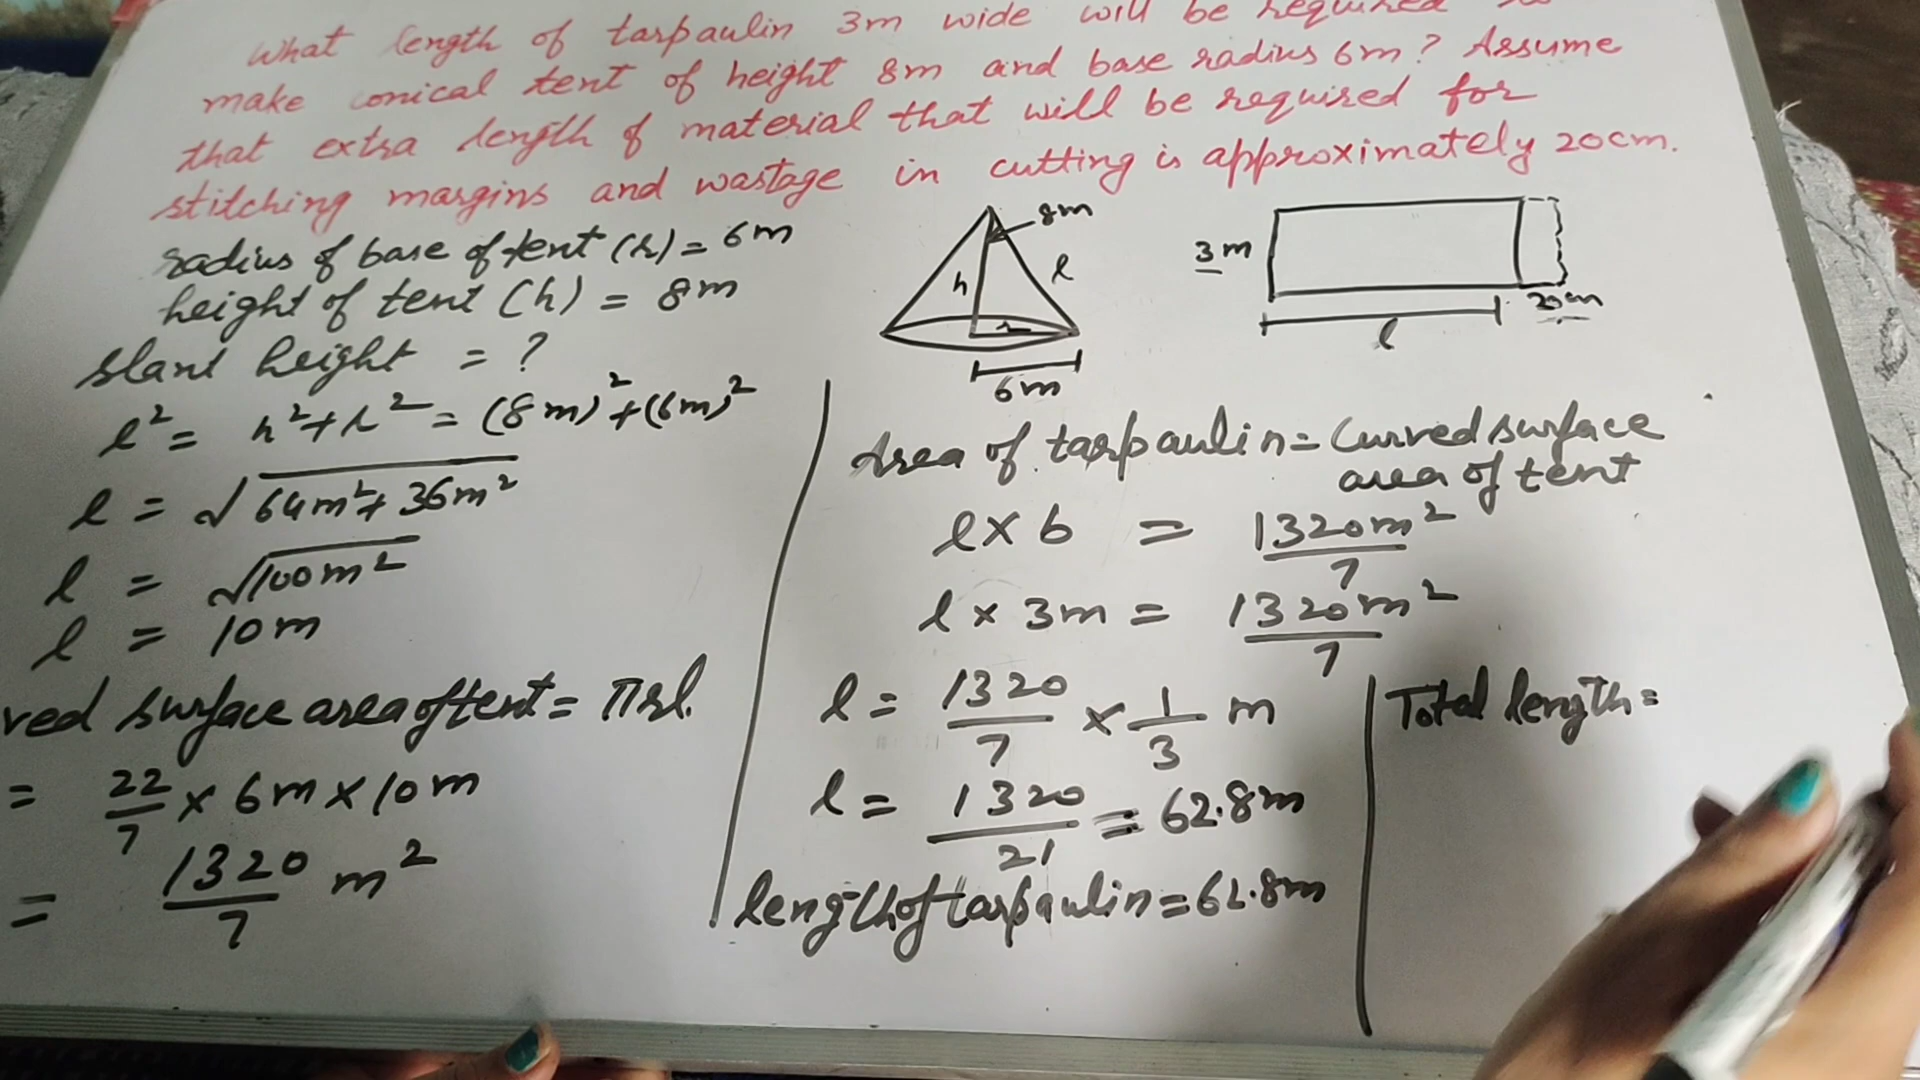 What length of tarpaulin 3m wide will be required to
make conical tent of height 8m and base radius 6m? Assume
that extra length of material that will be required for
stitching margins and wastage in cutting is approximately 20cm.
radius of base of tent (r) = 6m
height of tent (h) = 8m
slant height = ?
l² = h²+r² = (8m)²+(6m)²
l = √64m²+36m²
l = √100m²
l = 10m
ved surface area of tent = πrl.
= 22/7 × 6m × 10m
= 1320/7 m²
8m
h
l
r
6m
3m
l
20cm
Area of tarpaulin = Curved surface
area of tent
l×b = 1320m²/7
l × 3m = 1320m²/7
l = 1320/7 × 1/3 m
l = 1320/21 = 62.8m
length of tarpaulin = 62.8m
Total length =